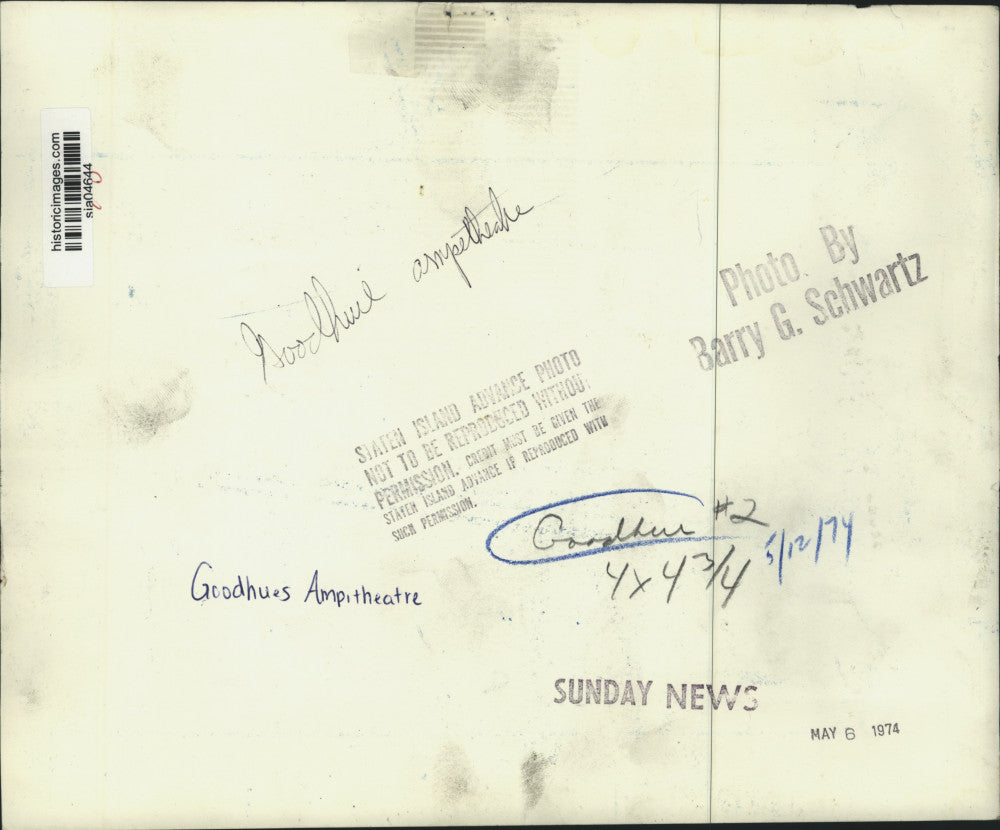 historicimages.com
sia04644
Goodhue ampetheatre
Photo By
Barry G. Schwartz
STATEN ISLAND ADVANCE PHOTO
NOT TO BE REPRODUCED WITHOUT
PERMISSION. CREDIT MUST BE GIVEN THE
STATEN ISLAND ADVANCE IF REPRODUCED WITH
SUCH PERMISSION.
Goodhue #2
4x4 3/4 5/12/74
Goodhues Ampitheatre
SUNDAY NEWS
MAY 6 1974